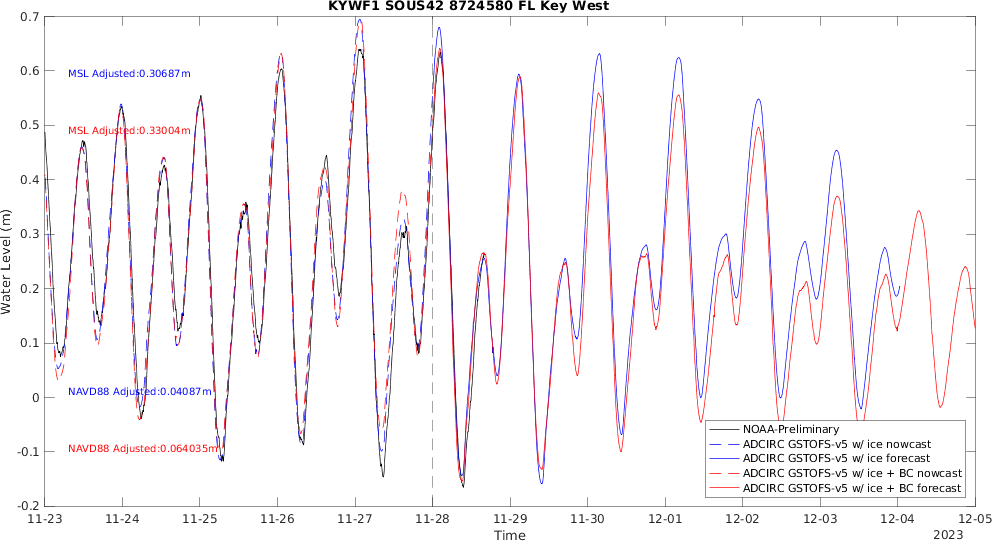 KYWF1 SOUS42 8724580 FL Key West
0.7
0.6
0.5
0.4
0.3
0.2
0.1
0
-0.1
-0.2
Water Level (m)
MSL Adjusted:0.30687m
MSL Adjusted:0.33004m
NAVD88 Adjusted:0.04087m
NAVD88 Adjusted:0.064035m
NOAA-Preliminary
ADCIRC GSTOFS-v5 w/ ice nowcast
ADCIRC GSTOFS-v5 w/ ice forecast
ADCIRC GSTOFS-v5 w/ ice + BC nowcast
ADCIRC GSTOFS-v5 w/ ice + BC forecast
11-23 11-24 11-25 11-26 11-27 11-28 11-29 11-30 12-01 12-02 12-03 12-04 12-05
Time
2023